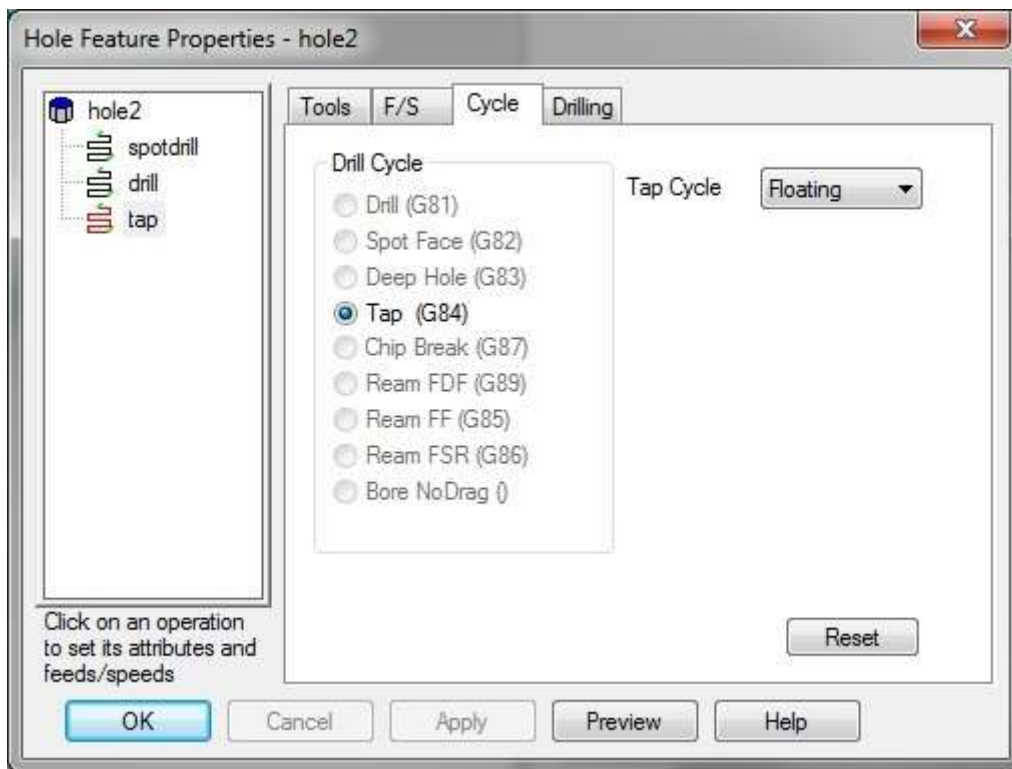 Hole Feature Properties - hole2
hole2
spotdrill
drill
tap
Click on an operation
to set its attributes and
feeds/speeds
Tools
F/S
Cycle
Drilling
Drill Cycle
Drill (G81)
Spot Face (G82)
Deep Hole (G83)
Tap (G84)
Chip Break (G87)
Ream FDF (G89)
Ream FF (G85)
Ream FSR (G86)
Bore NoDrag ()
Tap Cycle
Floating
Reset
OK
Cancel
Apply
Preview
Help